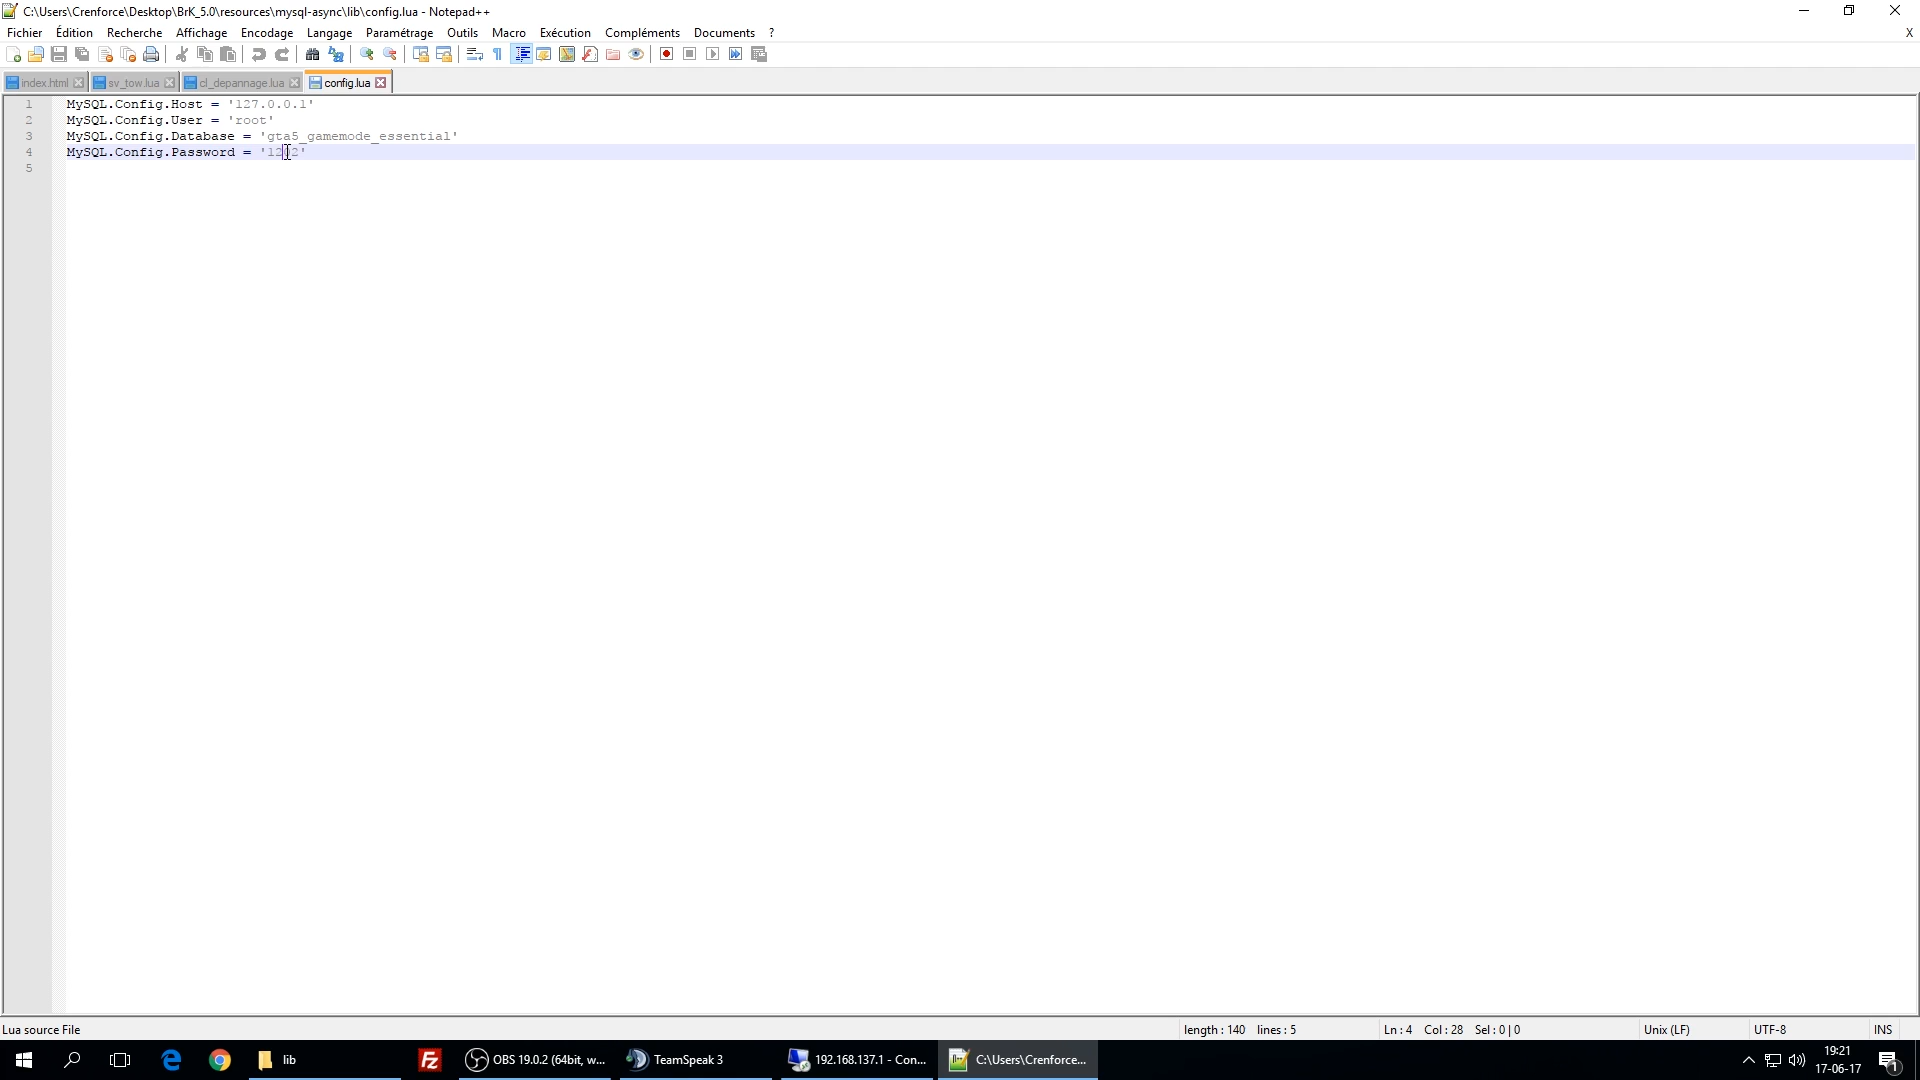 C:\Users\Crenforce\Desktop\BrK_5.0\resources\mysql-async\lib\config.lua - Notepad++
Fichier Édition Recherche Affichage Encodage Langage Paramétrage Outils Macro Exécution Compléments Documents ? X
index.html sv_tow.lua cl_depannage.lua config.lua
1 MySQL.Config.Host = '127.0.0.1'
2 MySQL.Config.User = 'root'
3 MySQL.Config.Database = 'gta5_gamemode_essential'
4 MySQL.Config.Password = '1202'
5
Lua source File length : 140 lines : 5 Ln : 4 Col : 28 Sel : 0 | 0 Unix (LF) UTF-8 INS
lib OBS 19.0.2 (64bit, w... TeamSpeak 3 192.168.137.1 - Con... C:\Users\Crenforce... 19:21
17-06-17 1